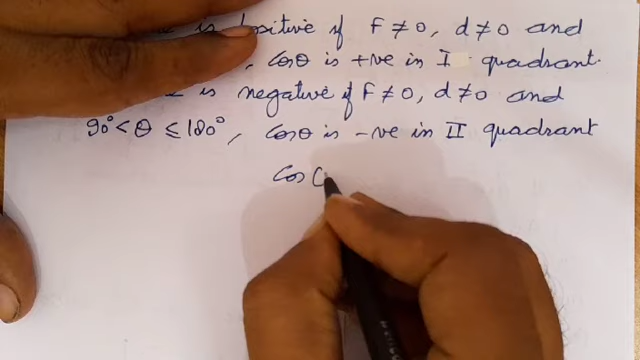 is positive if F ≠ 0, d ≠ 0 and
, cosθ is +ve in I quadrant.
is negative if F ≠ 0, d ≠ 0 and
90° < θ ≤ 180°, cosθ is -ve in II quadrant
Cos (